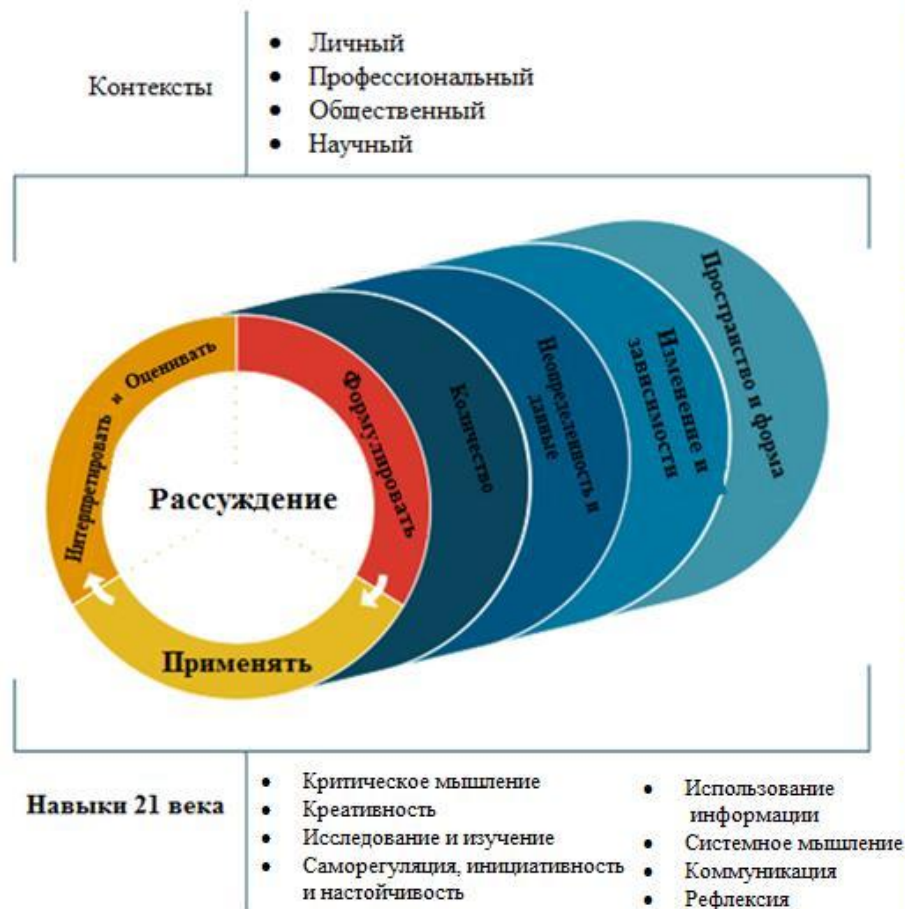 Контексты
• Личный
• Профессиональный
• Общественный
• Научный
Интерпретировать и Оценивать
Формулировать
Применять
Рассуждение
Количество
Неопределенность и
данные
Изменение и
зависимости
Пространство и форма
Навыки 21 века
• Критическое мышление
• Креативность
• Исследование и изучение
• Саморегуляция, инициативность
и настойчивость
• Использование
информации
• Системное мышление
• Коммуникация
• Рефлексия